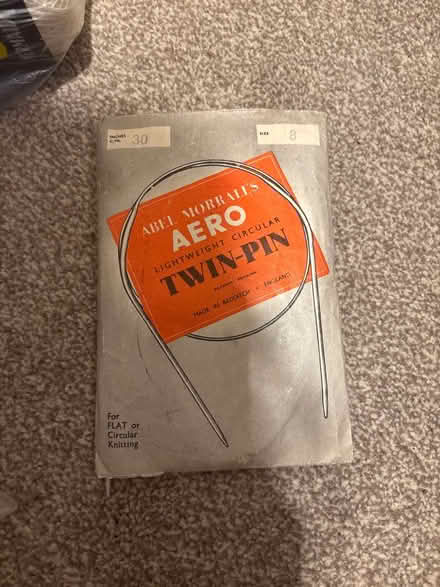 INCHES 30
SIZE 8
ABEL MORRALL'S
AERO
LIGHTWEIGHT CIRCULAR
TWIN-PIN
MADE IN REDDITCH • ENGLAND
For
FLAT or
Circular
Knitting